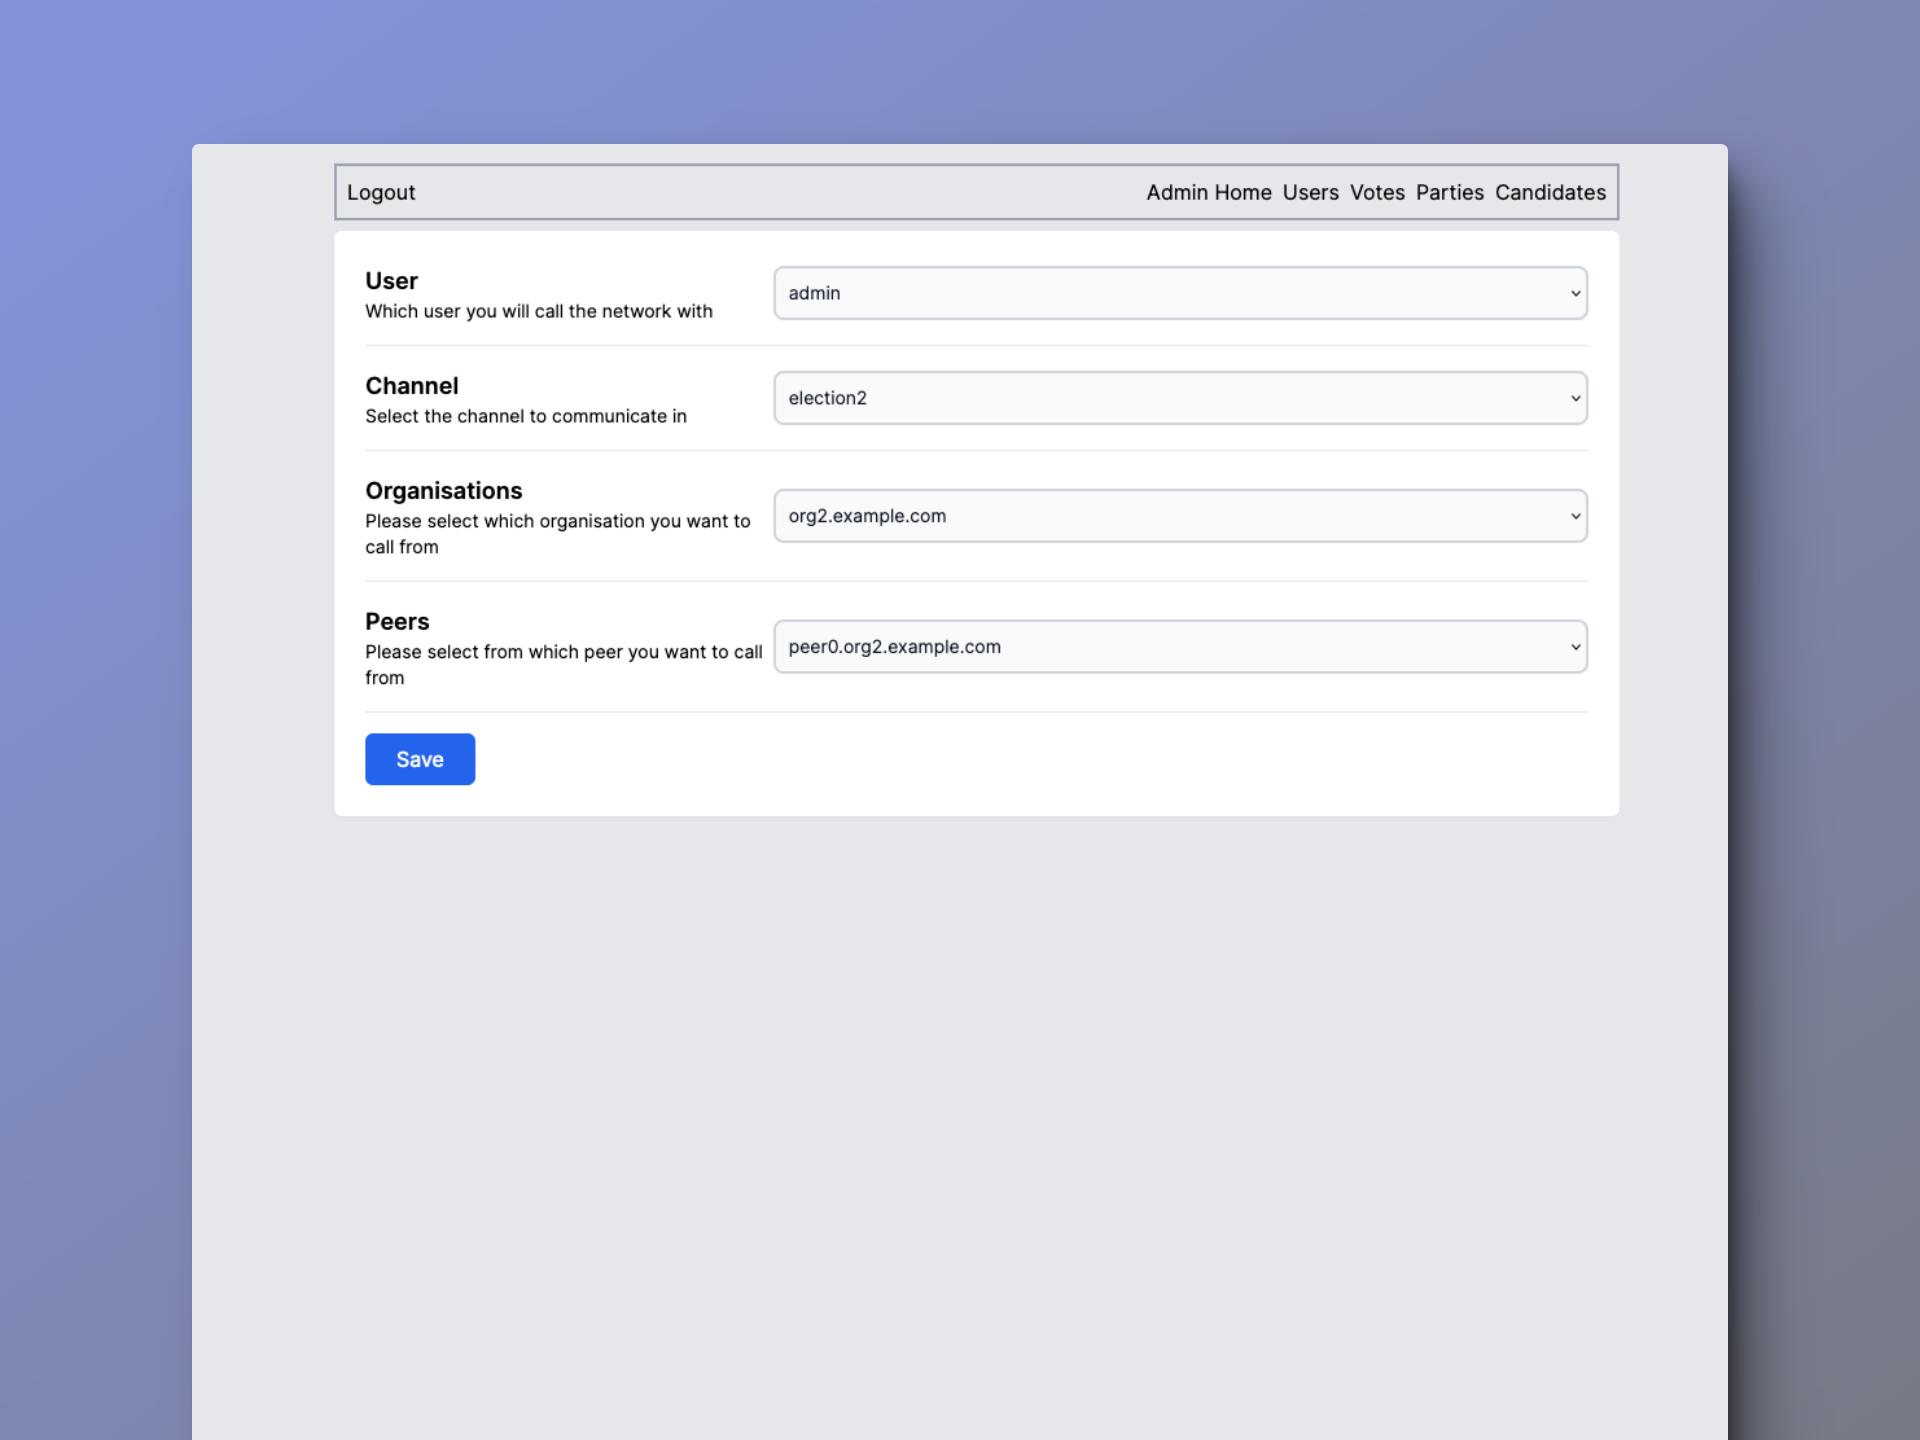 Logout Admin Home Users Votes Parties Candidates
User
Which user you will call the network with
admin
Channel
Select the channel to communicate in
election2
Organisations
Please select which organisation you want to
call from
org2.example.com
Peers
Please select from which peer you want to call
from
peer0.org2.example.com
Save